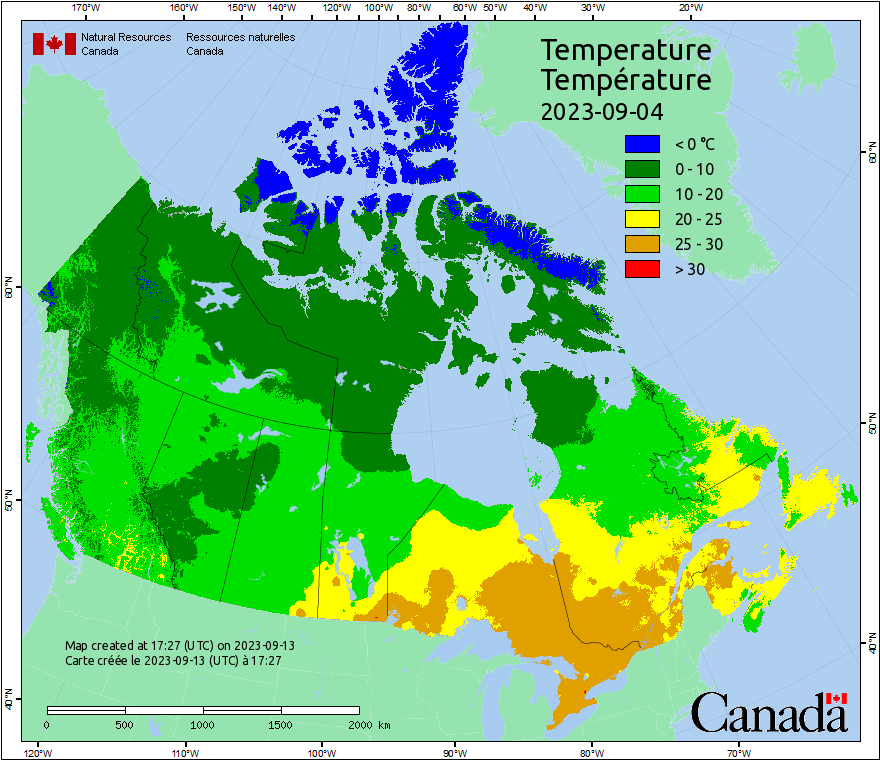 170°W 160°W 150°W 140°W 130°W 120°W 110°W 100°W 90°W 80°W 70°W 60°W 50°W 40°W 30°W 20°W
Natural Resources Ressources naturelles
Canada Canada
Temperature
Température
2023-09-04
< 0 °C
0 - 10
10 - 20
20 - 25
25 - 30
> 30
60°N
60°N
50°N
50°N
40°N
40°N
Map created at 17:27 (UTC) on 2023-09-13
Carte créée le 2023-09-13 (UTC) à 17:27
0 500 1000 1500 2000 km
Canada
120°W 110°W 100°W 90°W 80°W 70°W